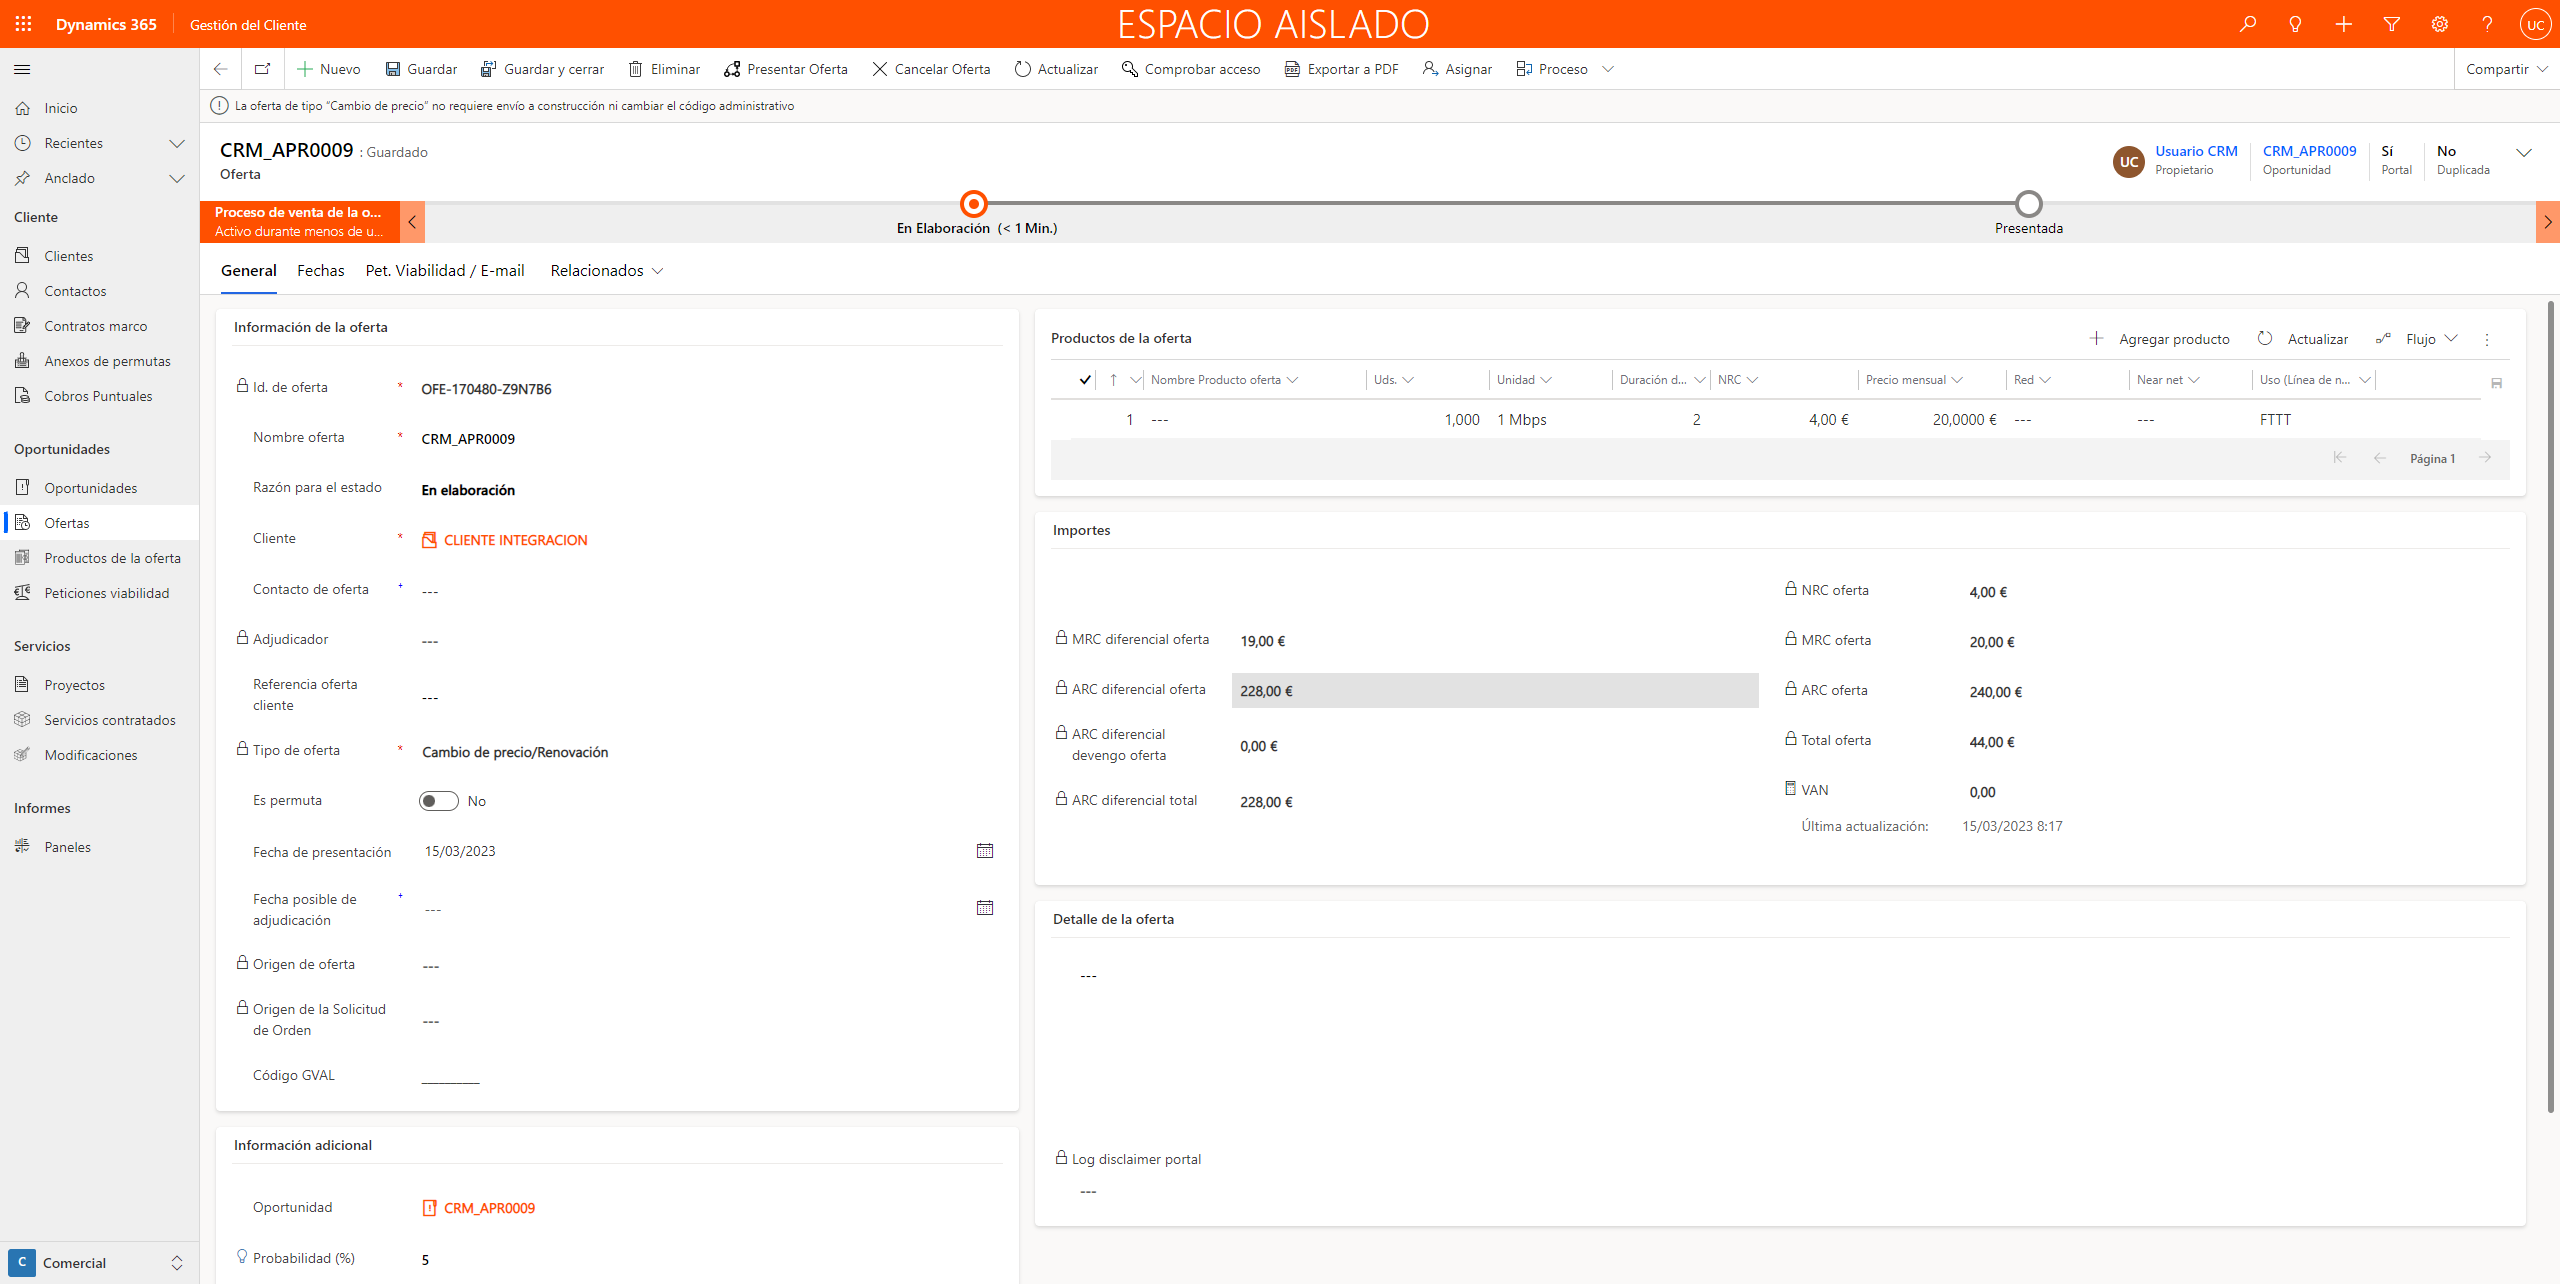 Dynamics 365
Gestión del Cliente
ESPACIO AISLADO
UC
Nuevo
Guardar
Guardar y cerrar
Eliminar
Presentar Oferta
Cancelar Oferta
Actualizar
Comprobar acceso
Exportar a PDF
Asignar
Proceso
Compartir
La oferta de tipo "Cambio de precio" no requiere envío a construcción ni cambiar el código administrativo
Inicio
Recientes
Anclado
Cliente
Clientes
Contactos
Contratos marco
Anexos de permutas
Cobros Puntuales
Oportunidades
Oportunidades
Ofertas
Productos de la oferta
Peticiones viabilidad
Servicios
Proyectos
Servicios contratados
Modificaciones
Informes
Paneles
C
Comercial
CRM_APR0009 : Guardado
Oferta
UC
Usuario CRM
Propietario
CRM_APR0009
Oportunidad
Sí
Portal
No
Duplicada
Proceso de venta de la o...
Activo durante menos de u...
En Elaboración (< 1 Min.)
Presentada
General
Fechas
Pet. Viabilidad / E-mail
Relacionados
Información de la oferta
Id. de oferta * OFE-170480-Z9N7B6
Nombre oferta * CRM_APR0009
Razón para el estado En elaboración
Cliente * CLIENTE INTEGRACION
Contacto de oferta + ---
Adjudicador ---
Referencia oferta
cliente ---
Tipo de oferta * Cambio de precio/Renovación
Es permuta No
Fecha de presentación 15/03/2023
Fecha posible de
adjudicación + ---
Origen de oferta ---
Origen de la Solicitud
de Orden ---
Código GVAL ________
Información adicional
Oportunidad CRM_APR0009
Probabilidad (%) 5
Productos de la oferta
Agregar producto
Actualizar
Flujo
Nombre Producto oferta
Uds.
Unidad
Duración d...
NRC
Precio mensual
Red
Near net
Uso (Línea de n...
1 --- 1,000 1 Mbps 2 4,00 € 20,0000 € --- --- FTTT
Página 1
Importes
MRC diferencial oferta 19,00 €
ARC diferencial oferta 228,00 €
ARC diferencial
devengo oferta 0,00 €
ARC diferencial total 228,00 €
NRC oferta 4,00 €
MRC oferta 20,00 €
ARC oferta 240,00 €
Total oferta 44,00 €
VAN 0,00
Última actualización: 15/03/2023 8:17
Detalle de la oferta
---
Log disclaimer portal
---